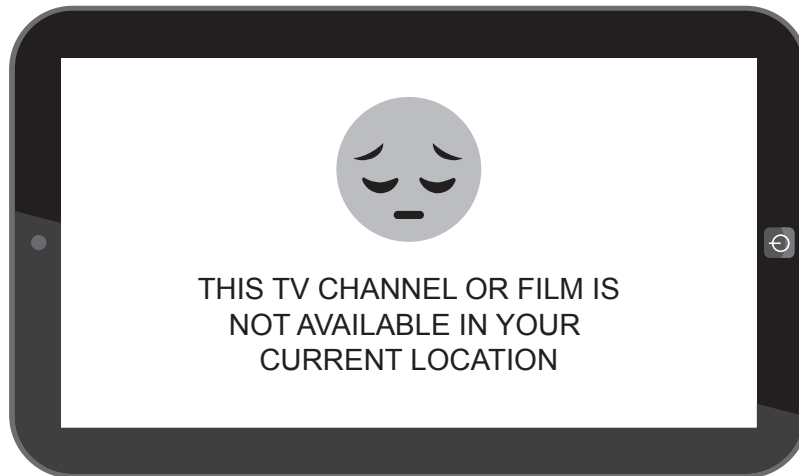 THIS TV CHANNEL OR FILM IS
NOT AVAILABLE IN YOUR
CURRENT LOCATION